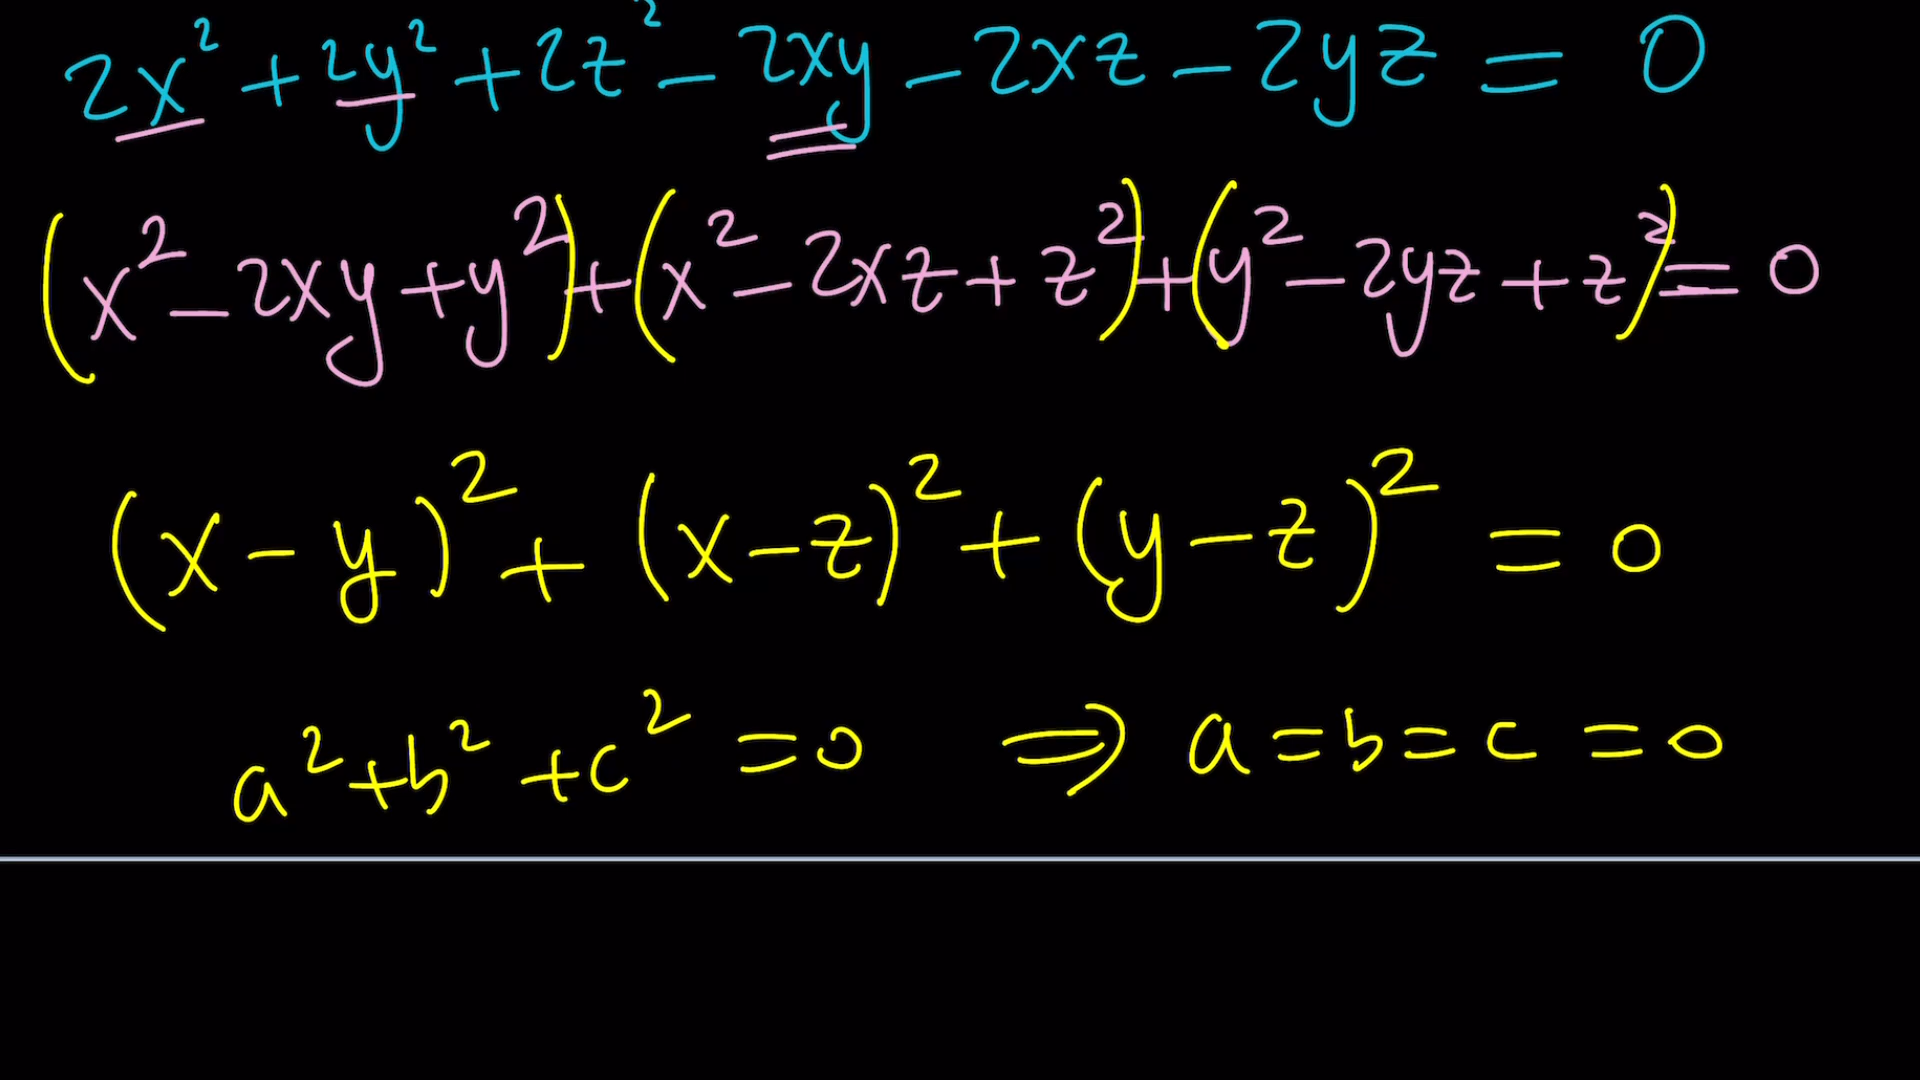 2x² + 2y² + 2z² - 2xy - 2xz - 2yz = 0
(x² - 2xy + y²) + (x² - 2xz + z²) + (y² - 2yz + z²) = 0
(x - y)² + (x - z)² + (y - z)² = 0
a² + b² + c² = 0 ⇒ a = b = c = 0